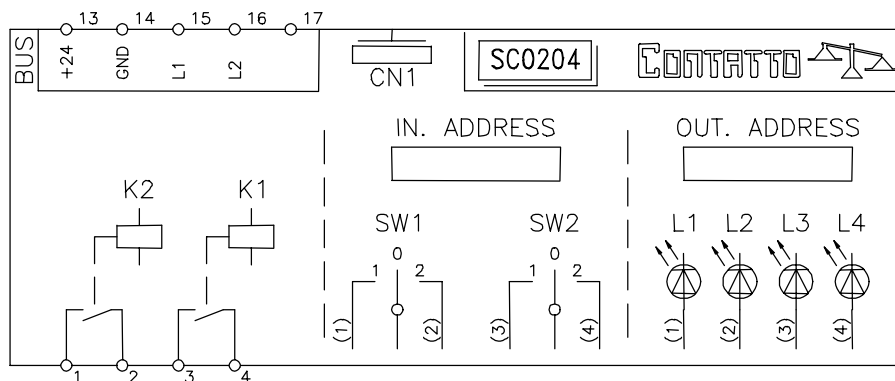 13 14 15 16 17
BUS +24 GND L1 L2
CN1
SC0204
CONTATTO
IN. ADDRESS
OUT. ADDRESS
K2 K1
SW1 SW2
L1 L2 L3 L4
0 0
1 2 1 2
(1) (2) (3) (4)
(1) (2) (3) (4)
1 2 3 4